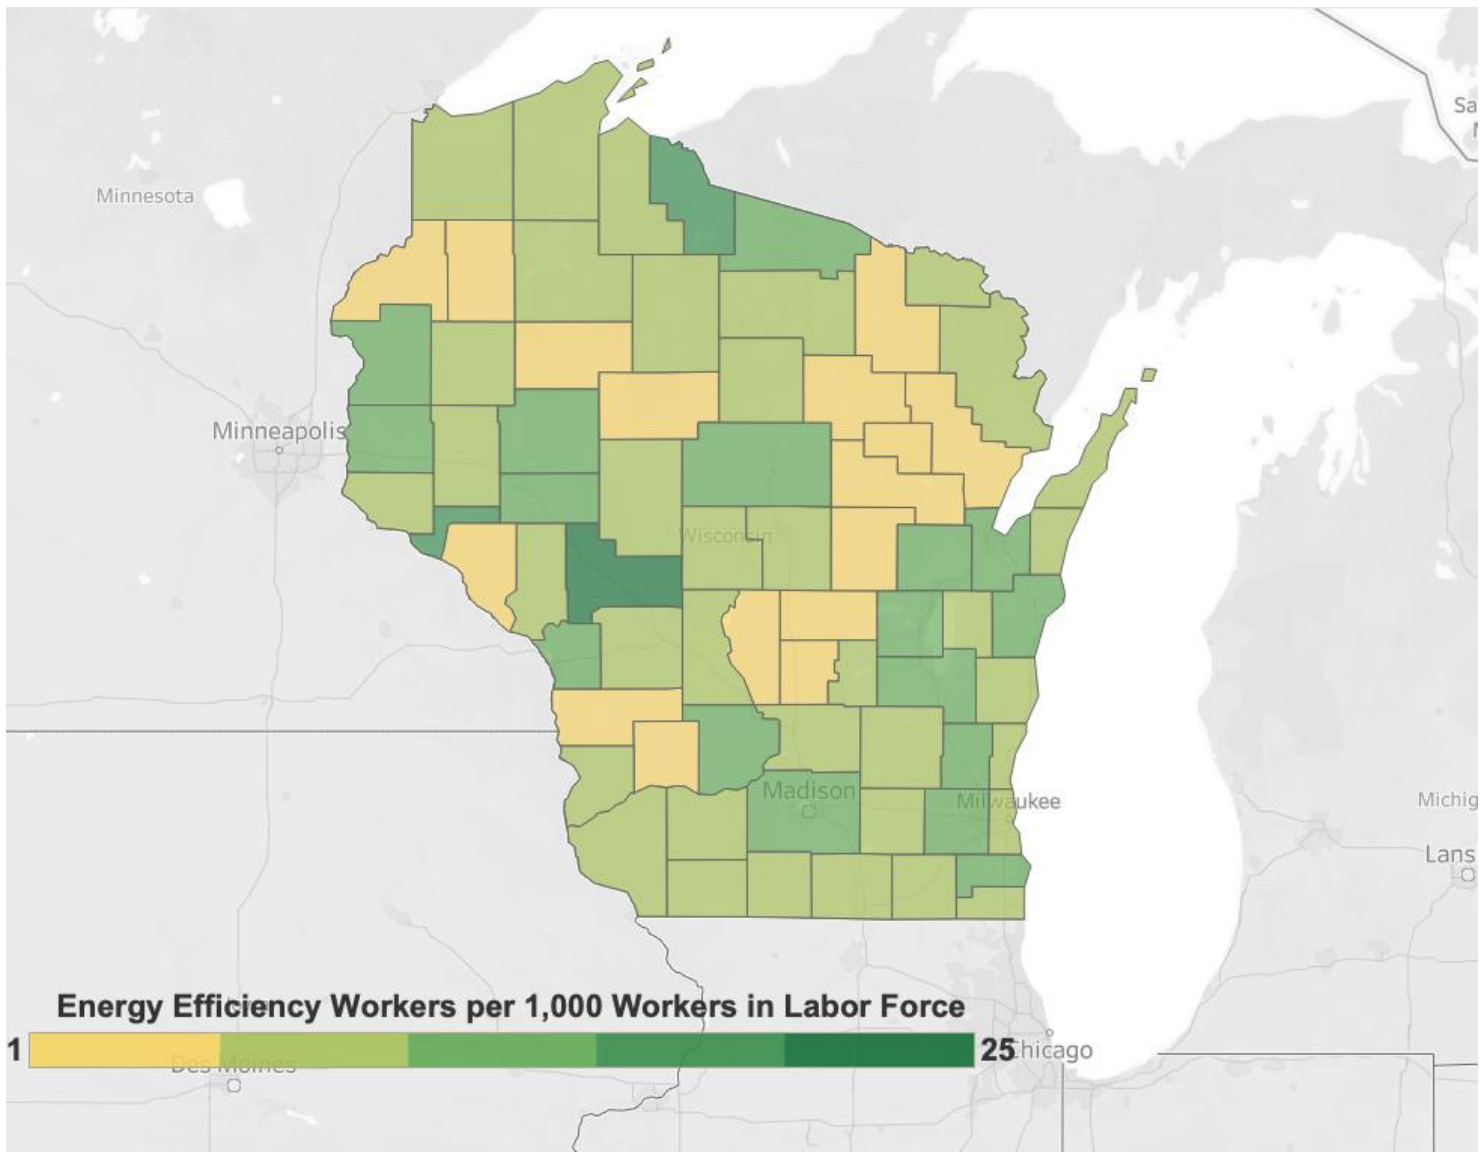 Sa
Minnesota
Minneapolis
Wisconsin
Madison
Milwaukee
Michig
Lans
Energy Efficiency Workers per 1,000 Workers in Labor Force
1
25
Chicago
Des Moines